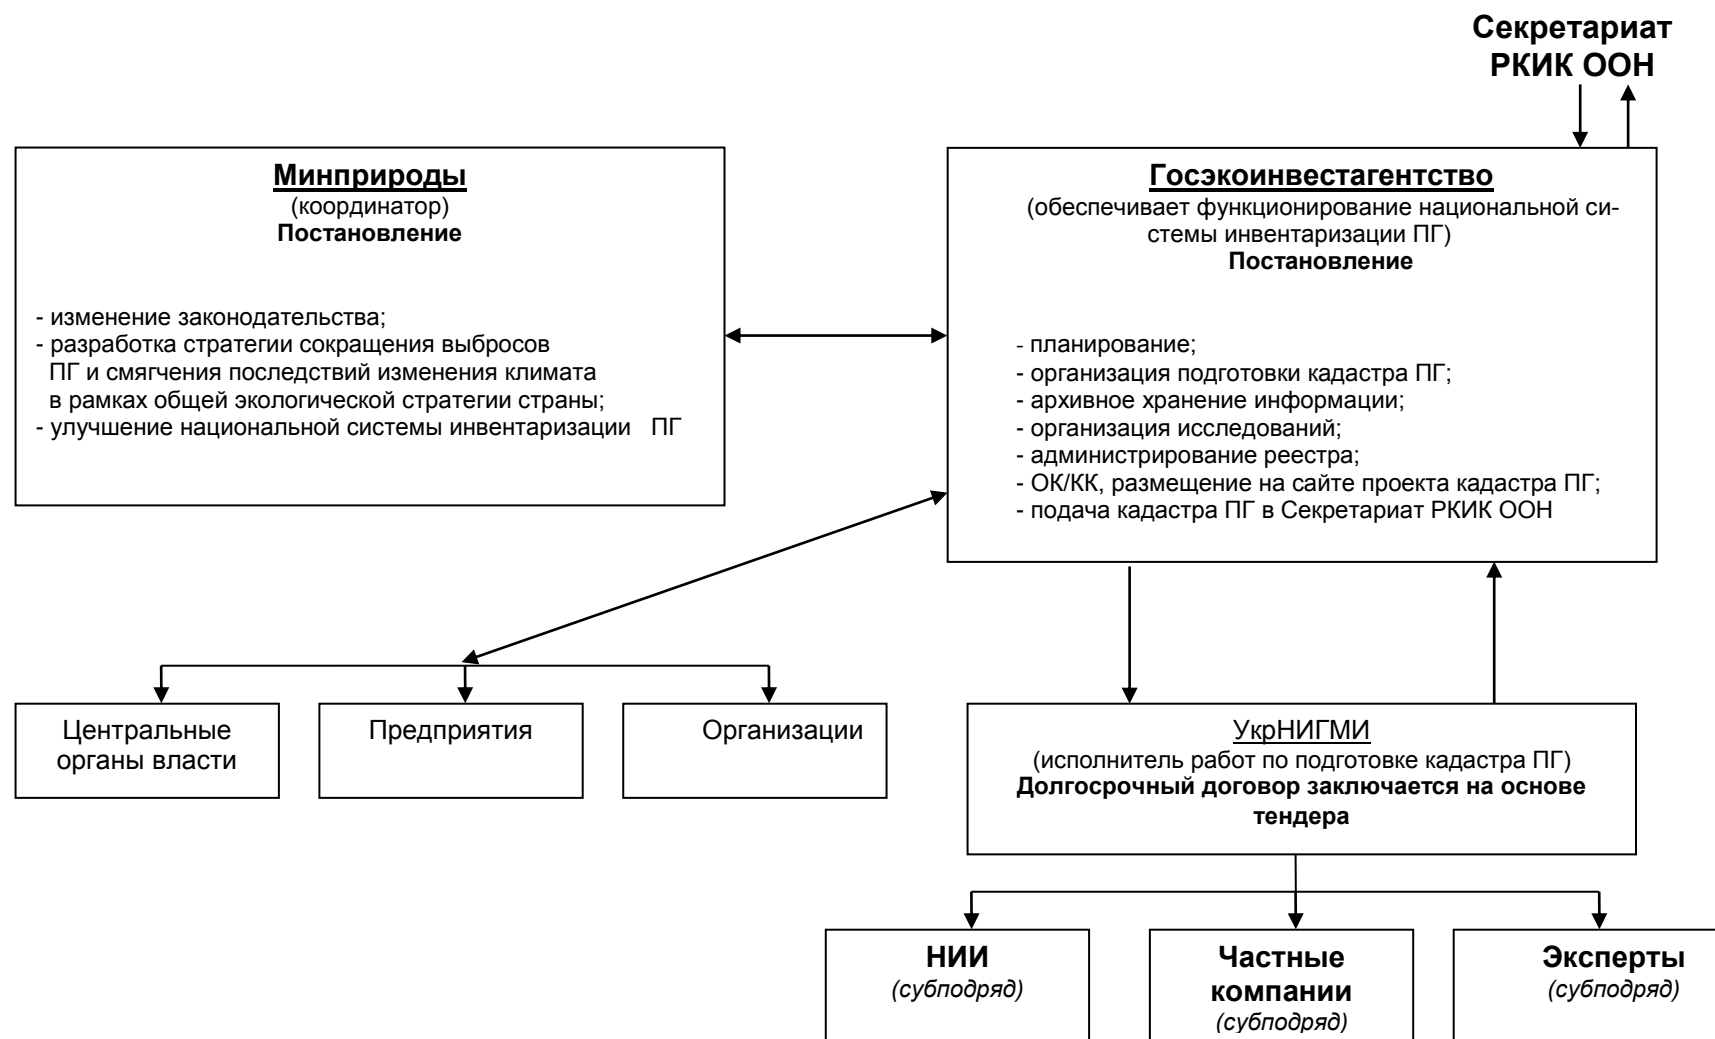 Секретариат
РКИК ООН
Минприроды
(координатор)
Постановление
- изменение законодательства;
- разработка стратегии сокращения выбросов
ПГ и смягчения последствий изменения климата
в рамках общей экологической стратегии страны;
- улучшение национальной системы инвентаризации ПГ
Госэкоинвестагентство
(обеспечивает функционирование национальной си-
стемы инвентаризации ПГ)
Постановление
- планирование;
- организация подготовки кадастра ПГ;
- архивное хранение информации;
- организация исследований;
- администрирование реестра;
- ОК/КК, размещение на сайте проекта кадастра ПГ;
- подача кадастра ПГ в Секретариат РКИК ООН
Центральные
органы власти
Предприятия
Организации
УкрНИГМИ
(исполнитель работ по подготовке кадастра ПГ)
Долгосрочный договор заключается на основе
тендера
НИИ
(субподряд)
Частные
компании
(субподряд)
Эксперты
(субподряд)